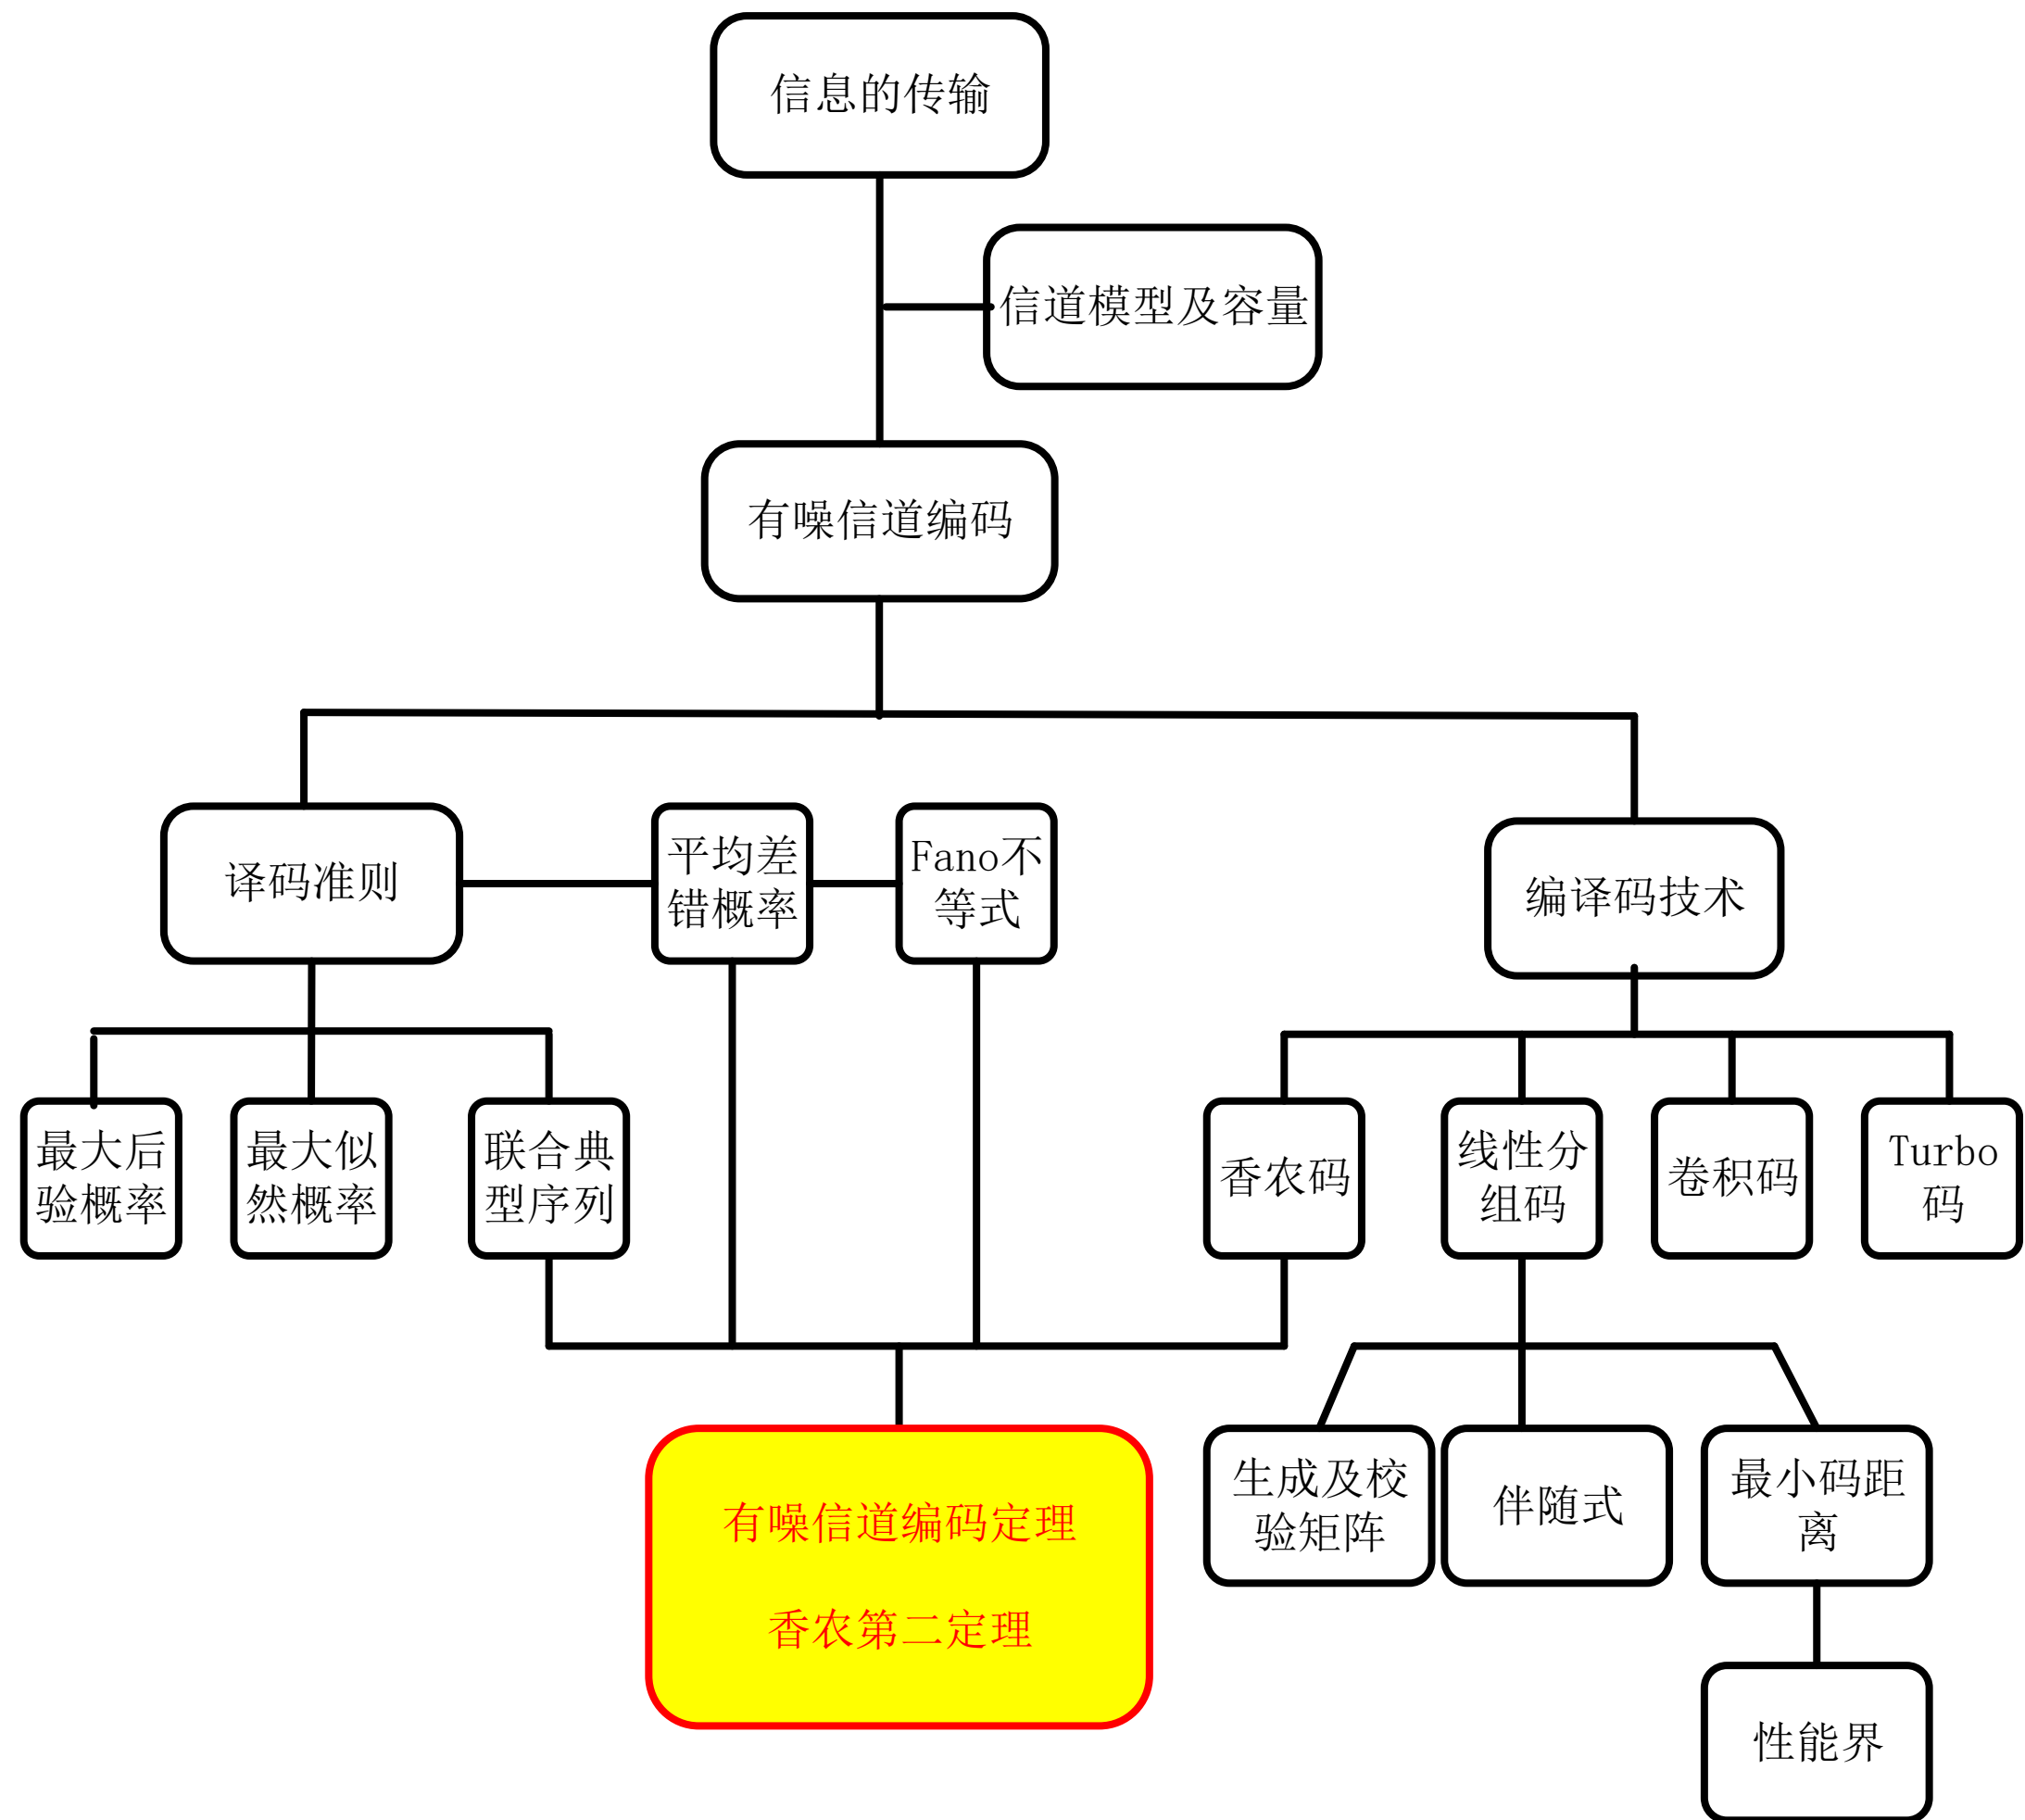 信息的传输
信道模型及容量
有噪信道编码
译码准则
平均差
错概率
Fano不
等式
编译码技术
最大后
验概率
最大似
然概率
联合典
型序列
香农码
线性分
组码
卷积码
Turbo
码
有噪信道编码定理
香农第二定理
生成及校
验矩阵
伴随式
最小码距
离
性能界